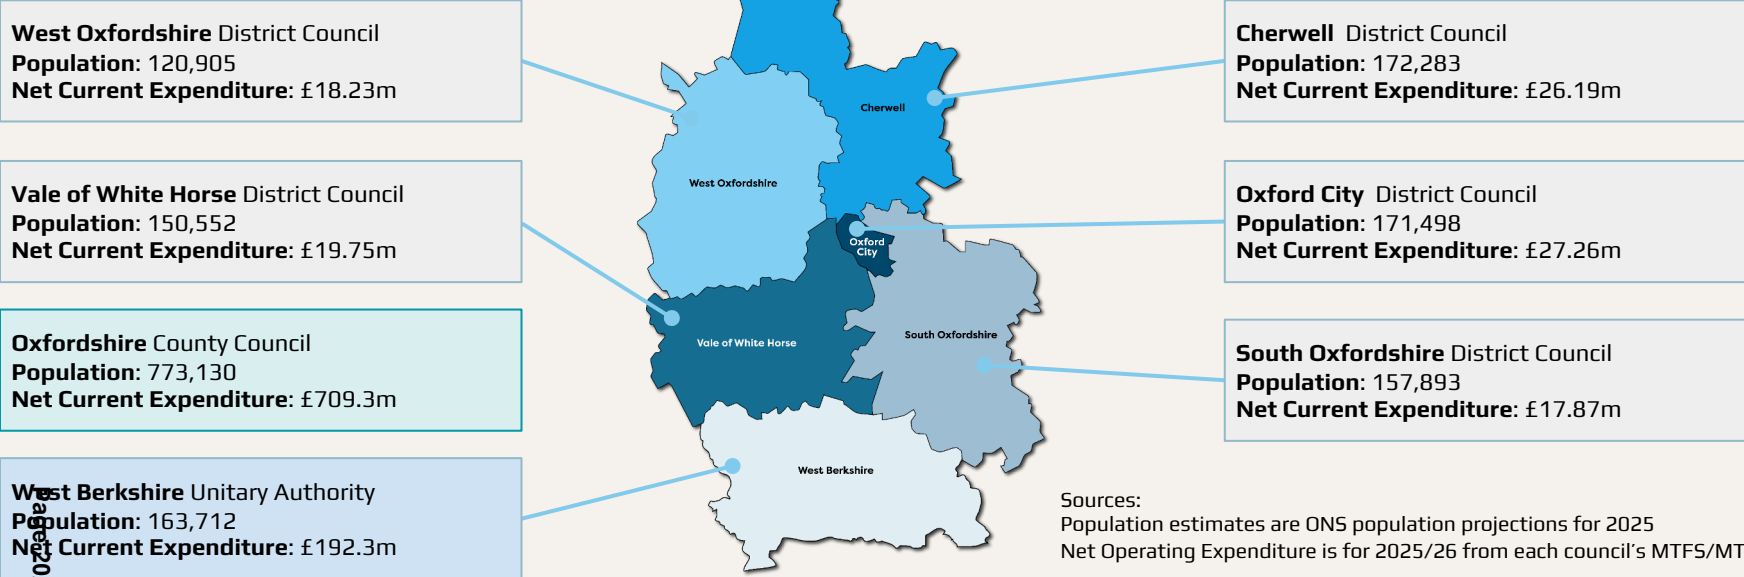 West Oxfordshire District Council
Population: 120,905
Net Current Expenditure: £18.23m
Vale of White Horse District Council
Population: 150,552
Net Current Expenditure: £19.75m
Oxfordshire County Council
Population: 773,130
Net Current Expenditure: £709.3m
West Berkshire Unitary Authority
Population: 163,712
Net Current Expenditure: £192.3m
Page 20
Cherwell
West Oxfordshire
Oxford
City
Vale of White Horse
South Oxfordshire
West Berkshire
Cherwell District Council
Population: 172,283
Net Current Expenditure: £26.19m
Oxford City District Council
Population: 171,498
Net Current Expenditure: £27.26m
South Oxfordshire District Council
Population: 157,893
Net Current Expenditure: £17.87m
Sources:
Population estimates are ONS population projections for 2025
Net Operating Expenditure is for 2025/26 from each council's MTFS/MT